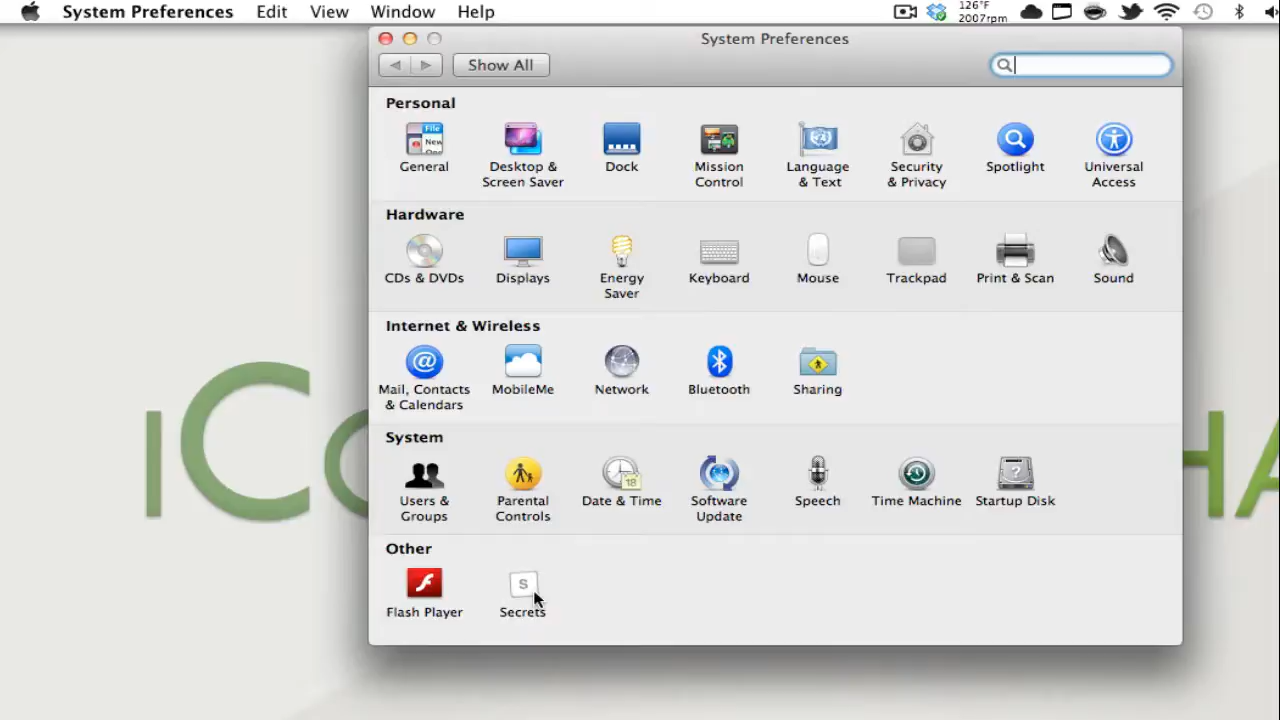 System Preferences Edit View Window Help
126°F
2007rpm
System Preferences
Show All
Personal
File
New
General
Desktop &
Screen Saver
Dock
Mission
Control
Language
& Text
Security
& Privacy
Spotlight
Universal
Access
Hardware
CDs & DVDs
Displays
Energy
Saver
Keyboard
Mouse
Trackpad
Print & Scan
Sound
Internet & Wireless
@
Mail, Contacts
& Calendars
MobileMe
Network
Bluetooth
Sharing
System
Users &
Groups
Parental
Controls
18
Date & Time
Software
Update
Speech
Time Machine
?
Startup Disk
Other
Flash Player
S
Secrets